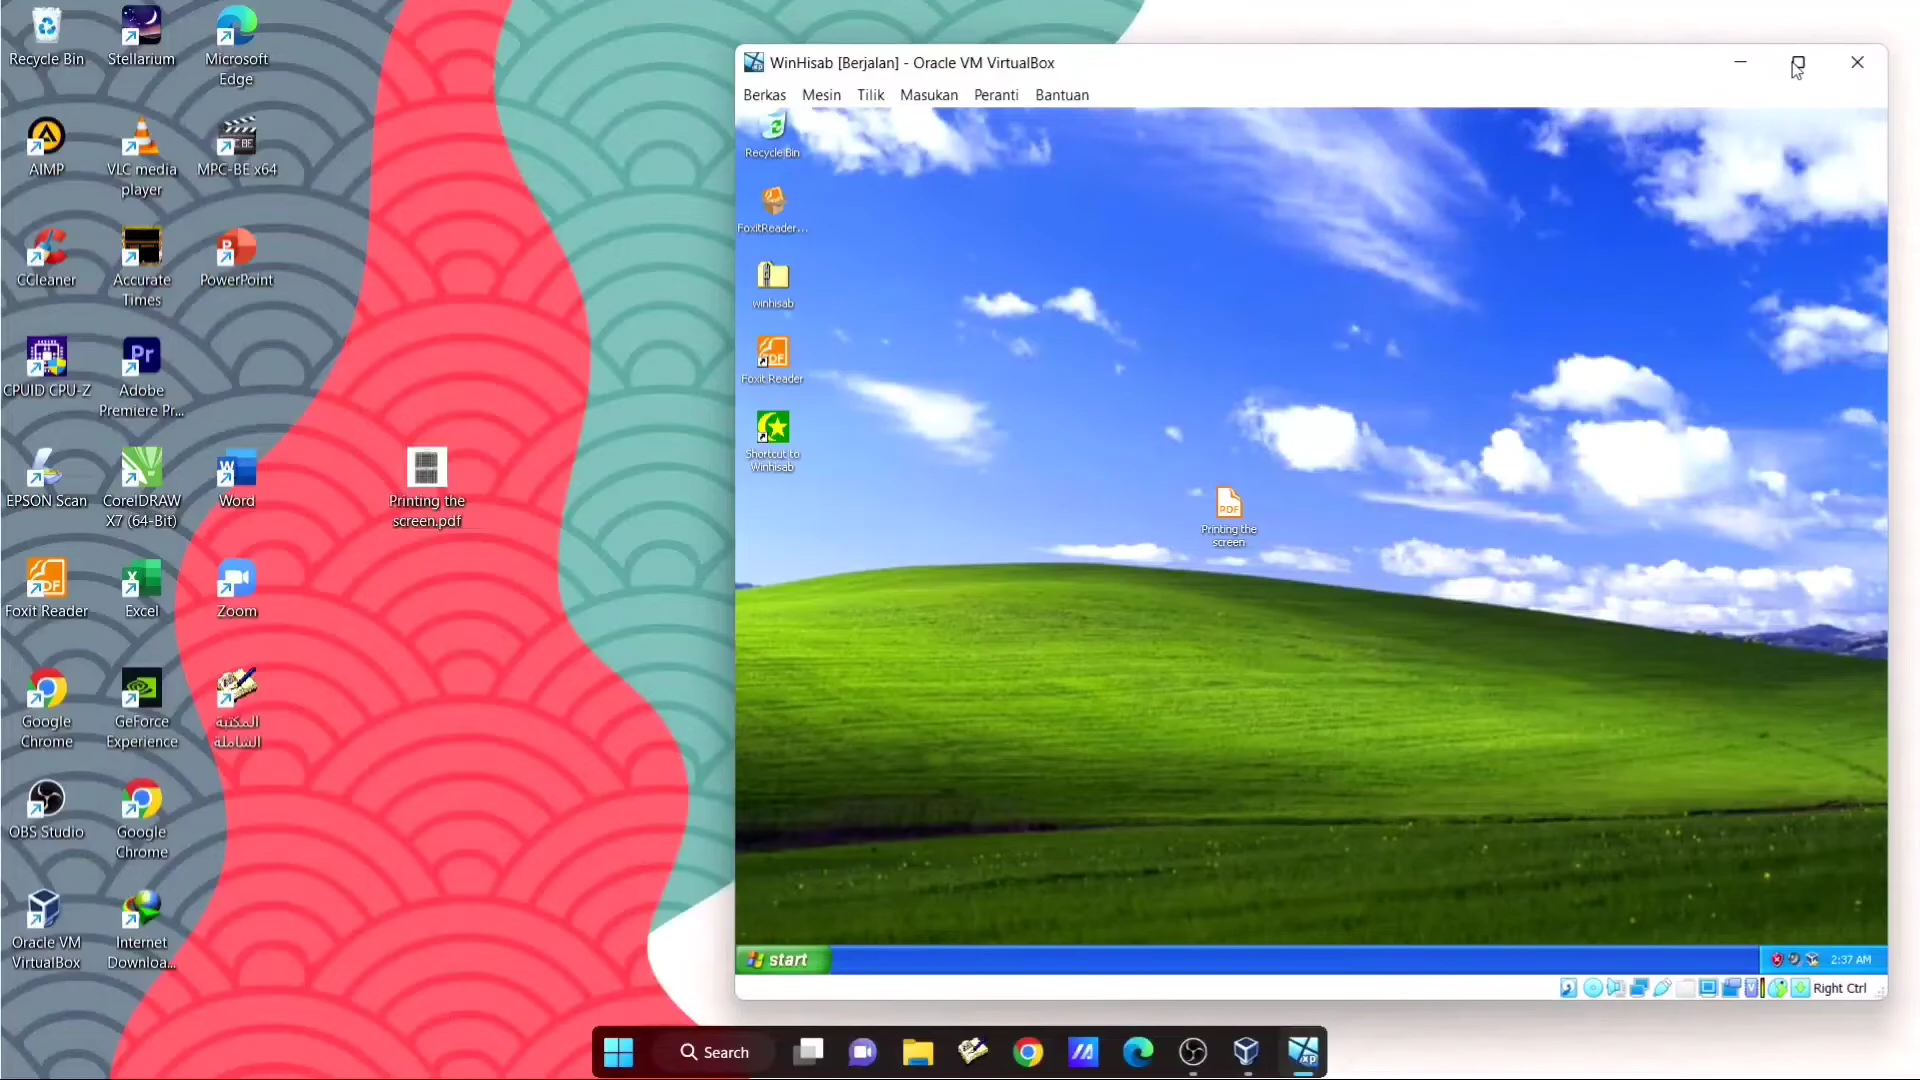 Recycle Bin
Stellarium
Microsoft
Edge
AIMP
VLC media
player
MPC-BE x64
CCleaner
Accurate
Times
PowerPoint
CPUID CPU-Z
Adobe
Premiere Pr...
EPSON Scan
CorelDRAW
X7 (64-Bit)
Word
Printing the
screen.pdf
Foxit Reader
Excel
Zoom
Google
Chrome
GeForce
Experience
المكتبة
الشاملة
OBS Studio
Google
Chrome
Oracle VM
VirtualBox
Internet
Downloa...
WinHisab [Berjalan] - Oracle VM VirtualBox
Berkas Mesin Tilik Masukan Peranti Bantuan
Recycle Bin
FoxitReader...
winhisab
Foxit Reader
Shortcut to
Winhisab
PDF
Printing the
screen
start
2:37 AM
Right Ctrl
Search